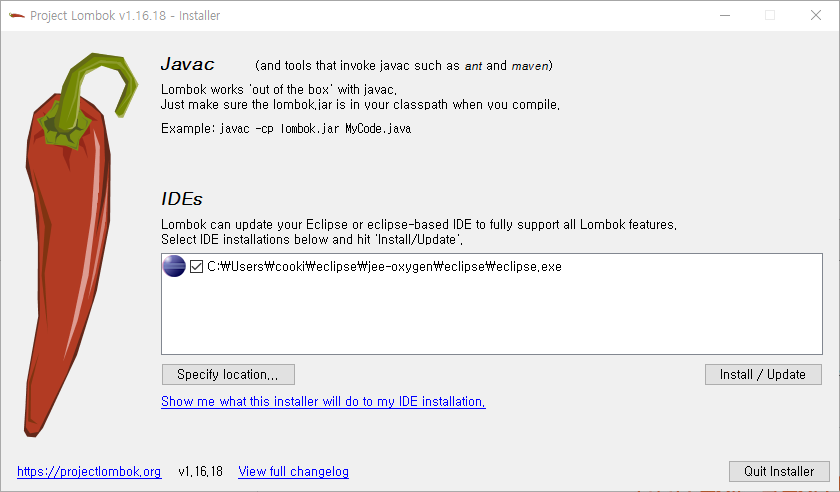 Project Lombok v1.16.18 - Installer
Javac (and tools that invoke javac such as ant and maven)
Lombok works 'out of the box' with javac.
Just make sure the lombok.jar is in your classpath when you compile.
Example: javac -cp lombok.jar MyCode.java
IDEs
Lombok can update your Eclipse or eclipse-based IDE to fully support all Lombok features.
Select IDE installations below and hit 'Install/Update'.
C:₩Users₩cooki₩eclipse₩jee-oxygen₩eclipse₩eclipse.exe
Specify location... Install / Update
Show me what this installer will do to my IDE installation.
https://projectlombok.org v1.16.18 View full changelog Quit Installer